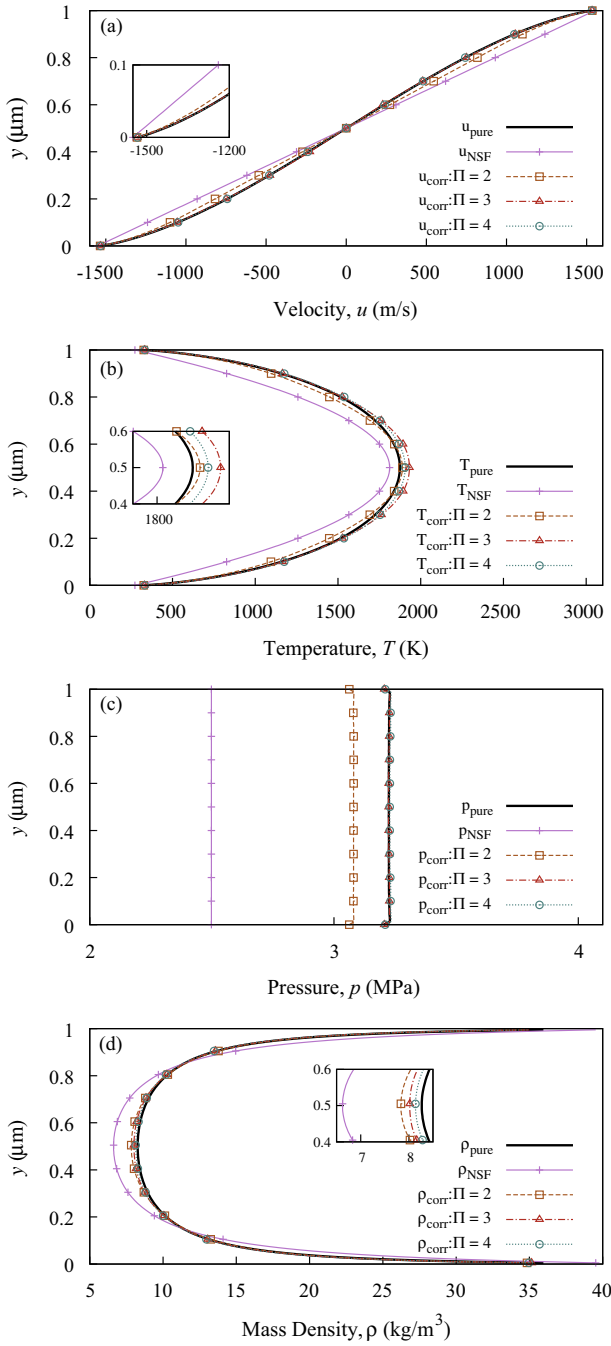 (a)
1
0.8
0.6
0.4
0.2
0
y (μm)
0.1
0
-1500
-1200
u_pure
u_NSF
u_corr:Π = 2
u_corr:Π = 3
u_corr:Π = 4
-1500 -1000 -500 0 500 1000 1500
Velocity, u (m/s)
(b)
1
0.8
0.6
0.4
0.2
0
y (μm)
0.6
0.5
0.4
1800
T_pure
T_NSF
T_corr:Π = 2
T_corr:Π = 3
T_corr:Π = 4
0 500 1000 1500 2000 2500 3000
Temperature, T (K)
(c)
1
0.8
0.6
0.4
0.2
0
y (μm)
p_pure
p_NSF
p_corr:Π = 2
p_corr:Π = 3
p_corr:Π = 4
2 3 4
Pressure, p (MPa)
(d)
1
0.8
0.6
0.4
0.2
0
y (μm)
0.6
0.5
0.4
7 8
ρ_pure
ρ_NSF
ρ_corr:Π = 2
ρ_corr:Π = 3
ρ_corr:Π = 4
5 10 15 20 25 30 35 40
Mass Density, ρ (kg/m³)